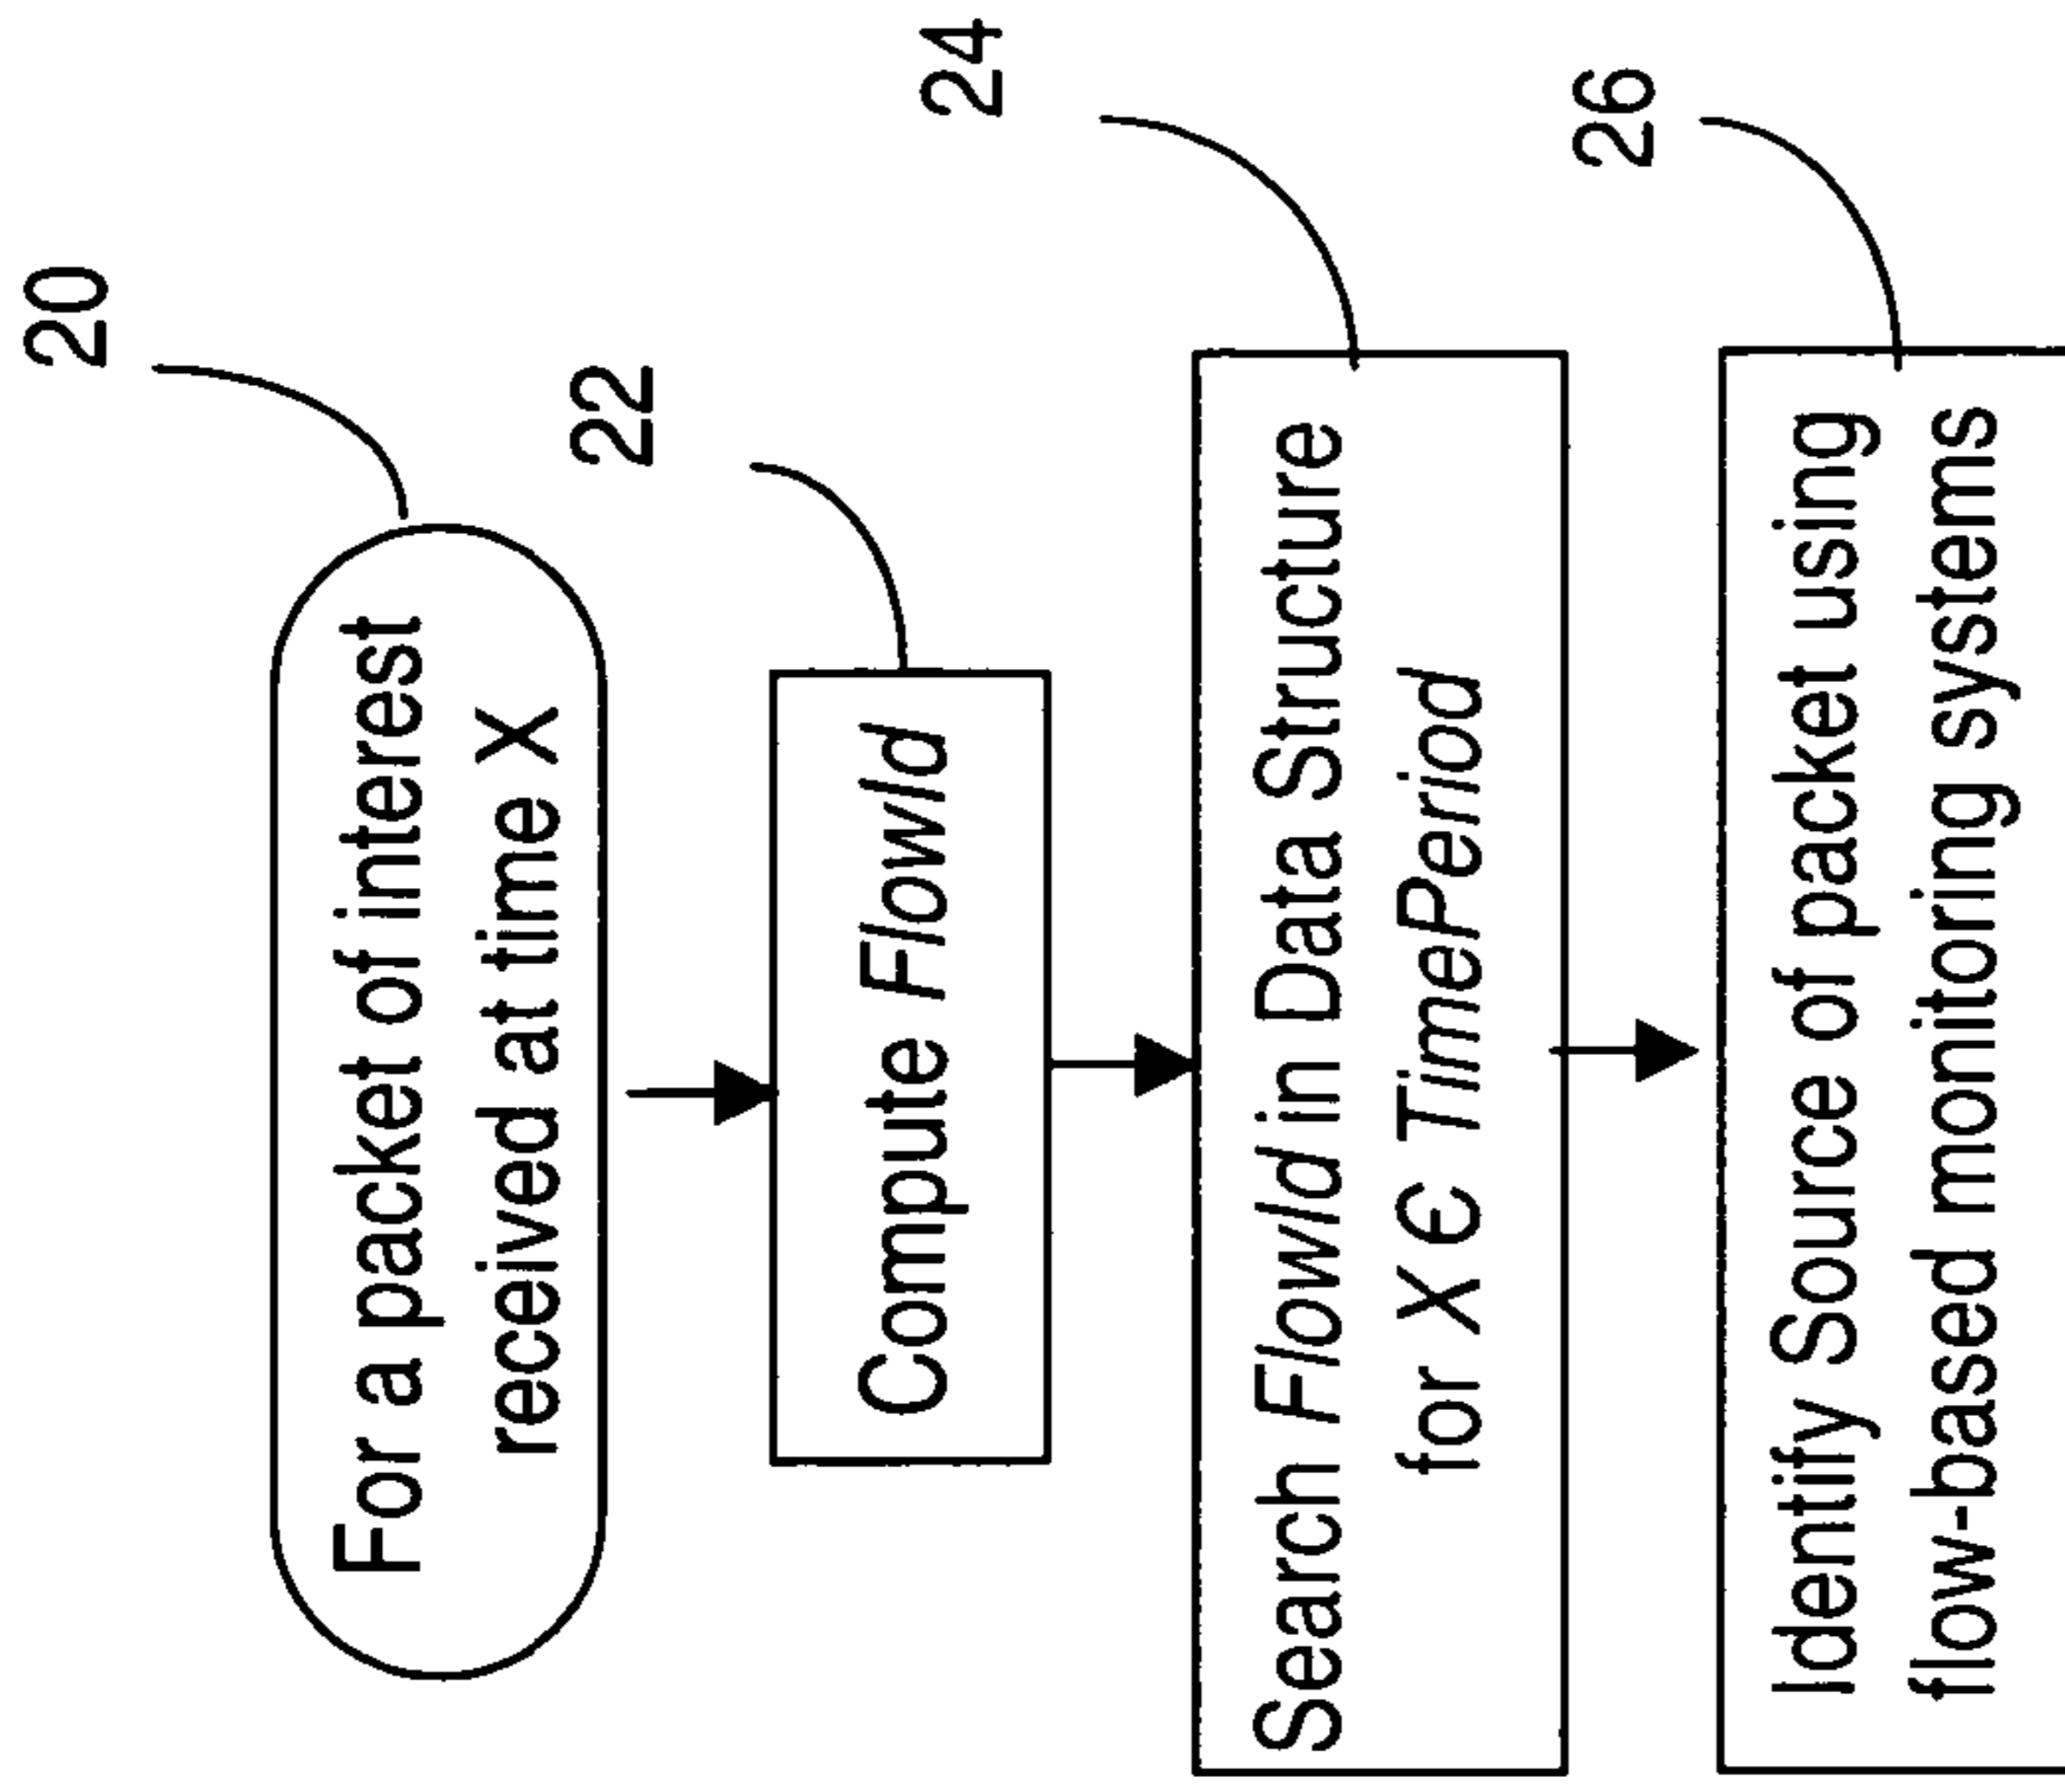 20
For a packet of interest
received at time X
22
Compute FlowId
24
Search FlowId in Data Structure
for X ϵ TimePeriod
26
Identify Source of packet using
flow-based monitoring systems